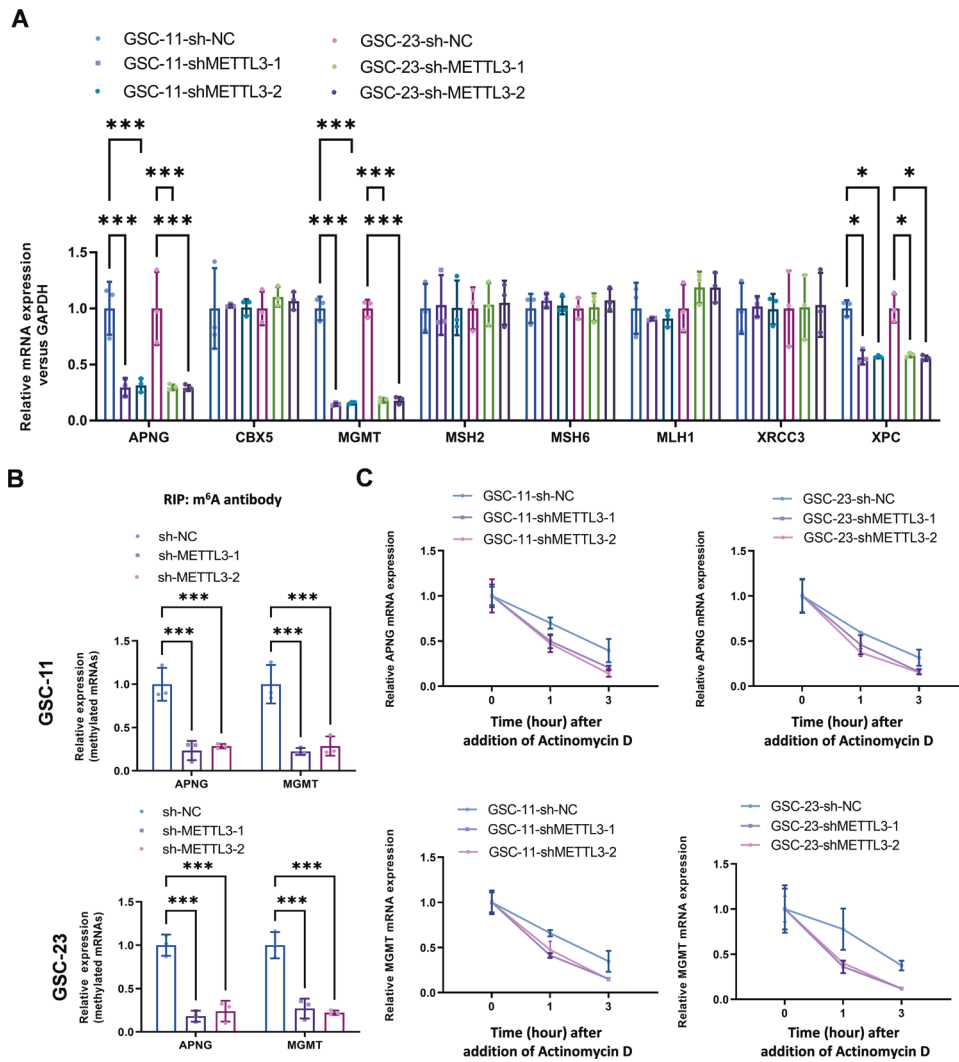 A
GSC-11-sh-NC
GSC-11-shMETTL3-1
GSC-11-shMETTL3-2
GSC-23-sh-NC
GSC-23-sh-METTL3-1
GSC-23-sh-METTL3-2
*** *** *** ***
*** *** *** ***
* * * *
Relative mRNA expression
versus GAPDH
1.5
1.0
0.5
0.0
APNG CBX5 MGMT MSH2 MSH6 MLH1 XRCC3 XPC
B
RIP: m⁶A antibody
sh-NC
sh-METTL3-1
sh-METTL3-2
*** ***
*** ***
GSC-11
Relative expression
(methylated mRNAs)
1.5
1.0
0.5
0.0
APNG MGMT
sh-NC
sh-METTL3-1
sh-METTL3-2
*** ***
*** ***
GSC-23
Relative expression
(methylated mRNAs)
1.5
1.0
0.5
0.0
APNG MGMT
C
GSC-11-sh-NC
GSC-11-shMETTL3-1
GSC-11-shMETTL3-2
Relative APNG mRNA expression
1.5
1.0
0.5
0.0
0 1 3
Time (hour) after
addition of Actinomycin D
GSC-23-sh-NC
GSC-23-shMETTL3-1
GSC-23-shMETTL3-2
Relative APNG mRNA expression
1.5
1.0
0.5
0.0
0 1 3
Time (hour) after
addition of Actinomycin D
GSC-11-sh-NC
GSC-11-shMETTL3-1
GSC-11-shMETTL3-2
Relative MGMT mRNA expression
1.5
1.0
0.5
0.0
0 1 3
Time (hour) after
addition of Actinomycin D
GSC-23-sh-NC
GSC-23-shMETTL3-1
GSC-23-shMETTL3-2
Relative MGMT mRNA expression
1.5
1.0
0.5
0.0
0 1 3
Time (hour) after
addition of Actinomycin D